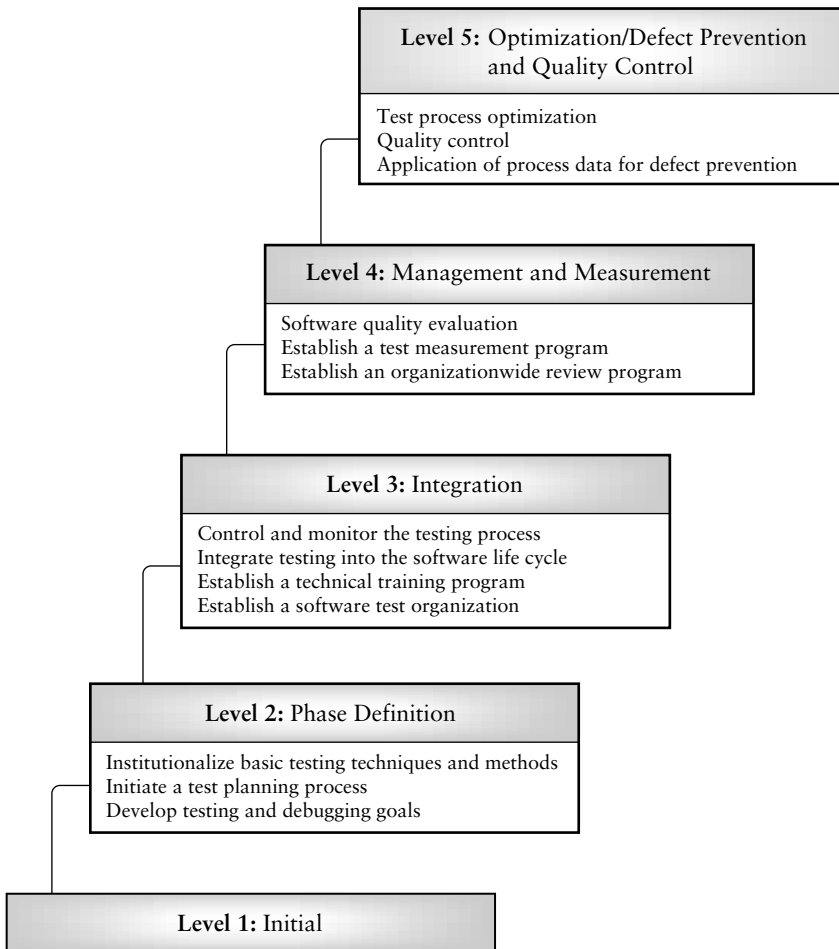 Level 5: Optimization/Defect Prevention
and Quality Control
Test process optimization
Quality control
Application of process data for defect prevention
Level 4: Management and Measurement
Software quality evaluation
Establish a test measurement program
Establish an organizationwide review program
Level 3: Integration
Control and monitor the testing process
Integrate testing into the software life cycle
Establish a technical training program
Establish a software test organization
Level 2: Phase Definition
Institutionalize basic testing techniques and methods
Initiate a test planning process
Develop testing and debugging goals
Level 1: Initial